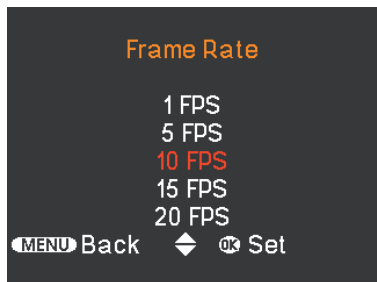 Frame Rate
1 FPS
5 FPS
10 FPS
15 FPS
20 FPS
MENU Back OK Set